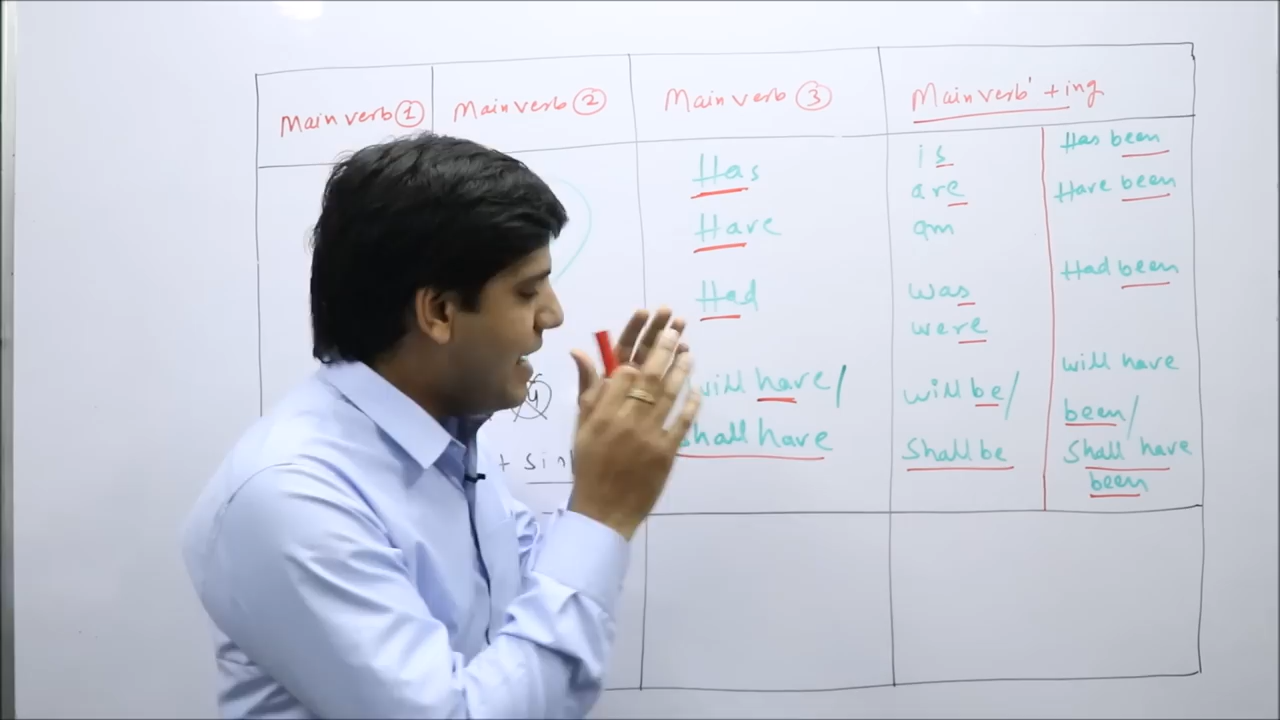 Main verb ① Main verb ② Main verb ③ Main verb + ing
Has
Have
Had
will have/
Shall have
is
are
am
was
were
will be/
Shall be
Has been
Have been
Had been
will have
been/
Shall have
been